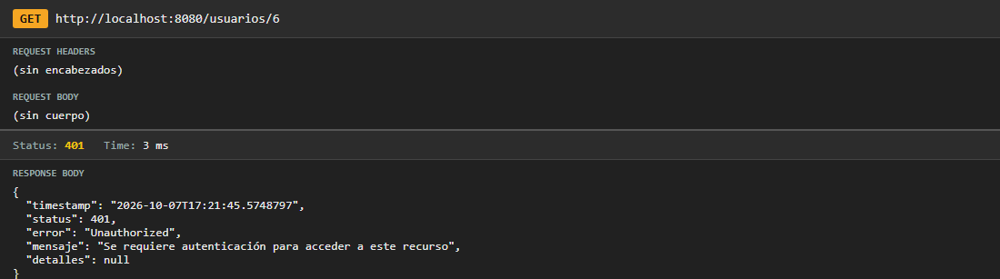 GET http://localhost:8080/usuarios/6
REQUEST HEADERS
(sin encabezados)
REQUEST BODY
(sin cuerpo)
Status: 401 Time: 3 ms
RESPONSE BODY
{
  "timestamp": "2026-10-07T17:21:45.5748797",
  "status": 401,
  "error": "Unauthorized",
  "mensaje": "Se requiere autenticación para acceder a este recurso",
  "detalles": null
}